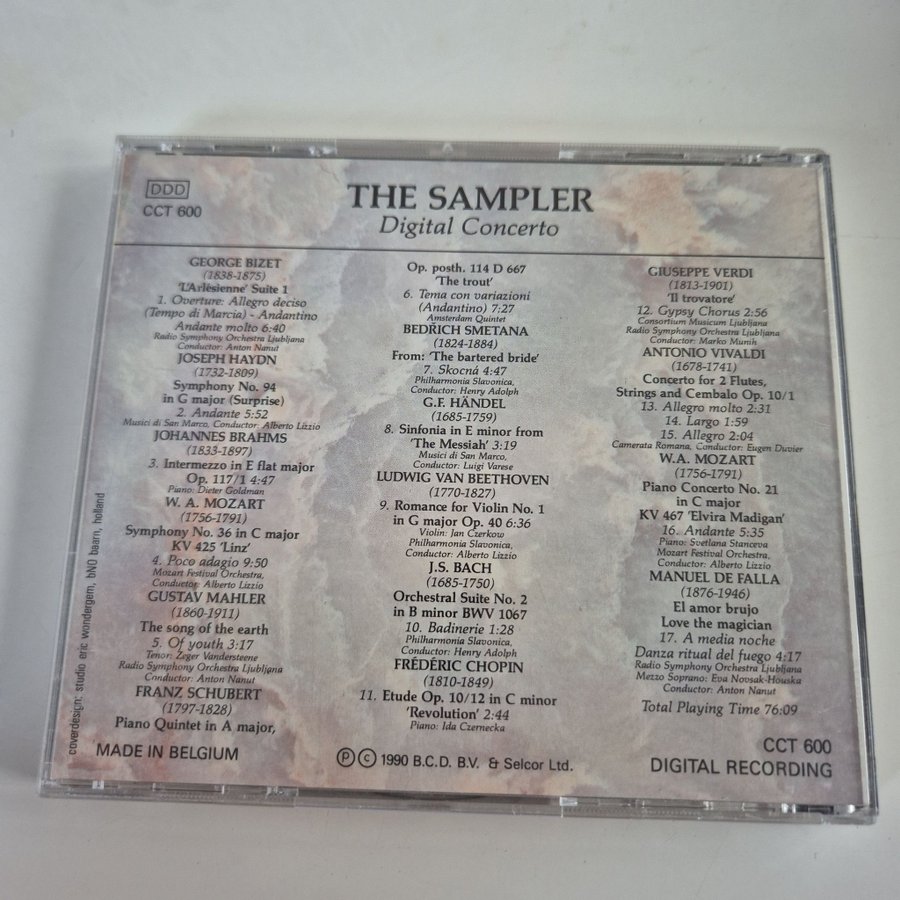 DDD
CCT 600
THE SAMPLER
Digital Concerto
GEORGE BIZET
(1838-1875)
'L'Arlésienne' Suite 1
1. Overture: Allegro deciso
(Tempo di Marcia) - Andantino
Andante molto 6:40
Radio Symphony Orchestra Ljubljana
Conductor: Anton Nanut
JOSEPH HAYDN
(1732-1809)
Symphony No. 94
in G major (Surprise)
2. Andante 5:52
Musici di San Marco, Conductor: Alberto Lizzio
JOHANNES BRAHMS
(1833-1897)
3. Intermezzo in E flat major
Op. 117/1 4:47
Piano: Dieter Goldman
W. A. MOZART
(1756-1791)
Symphony No. 36 in C major
KV 425 'Linz'
4. Poco adagio 9:50
Mozart Festival Orchestra,
Conductor: Alberto Lizzio
GUSTAV MAHLER
(1860-1911)
The song of the earth
5. Of youth 3:17
Tenor: Zeger Vandersteene
Radio Symphony Orchestra Ljubljana
Conductor: Anton Nanut
FRANZ SCHUBERT
(1797-1828)
Piano Quintet in A major,
Op. posth. 114 D 667
'The trout'
6. Tema con variazioni
(Andantino) 7:27
Amsterdam Quintet
BEDŘICH SMETANA
(1824-1884)
From: 'The bartered bride'
7. Skocná 4:47
Philharmonia Slavonica,
Conductor: Henry Adolph
G.F. HÄNDEL
(1685-1759)
8. Sinfonia in E minor from
'The Messiah' 3:19
Musici di San Marco,
Conductor: Luigi Varese
LUDWIG VAN BEETHOVEN
(1770-1827)
9. Romance for Violin No. 1
in G major Op. 40 6:36
Violin: Jan Czerkow
Philharmonia Slavonica,
Conductor: Alberto Lizzio
J.S. BACH
(1685-1750)
Orchestral Suite No. 2
in B minor BWV 1067
10. Badinerie 1:28
Philharmonia Slavonica,
Conductor: Henry Adolph
FRÉDÉRIC CHOPIN
(1810-1849)
11. Etude Op. 10/12 in C minor
'Revolution' 2:44
Piano: Ida Czernecka
GIUSEPPE VERDI
(1813-1901)
'Il trovatore'
12. Gypsy Chorus 2:56
Consortium Musicum Ljubljana
Radio Symphony Orchestra Ljubljana
Conductor: Marko Munih
ANTONIO VIVALDI
(1678-1741)
Concerto for 2 Flutes,
Strings and Cembalo Op. 10/1
13. Allegro molto 2:31
14. Largo 1:59
15. Allegro 2:04
Camerata Romana, Conductor: Eugen Duvier
W.A. MOZART
(1756-1791)
Piano Concerto No. 21
in C major
KV 467 'Elvira Madigan'
16. Andante 5:35
Piano: Svetlana Stanceva
Mozart Festival Orchestra,
Conductor: Alberto Lizzio
MANUEL DE FALLA
(1876-1946)
El amor brujo
Love the magician
17. A media noche
Danza ritual del fuego 4:17
Radio Symphony Orchestra Ljubljana
Mezzo Soprano: Eva Novsak-Houska
Conductor: Anton Nanut
Total Playing Time 76:09
coverdesign: studio eric wondergem, bNO baarn, holland
MADE IN BELGIUM
Ⓟ © 1990 B.C.D. B.V. & Selcor Ltd.
CCT 600
DIGITAL RECORDING